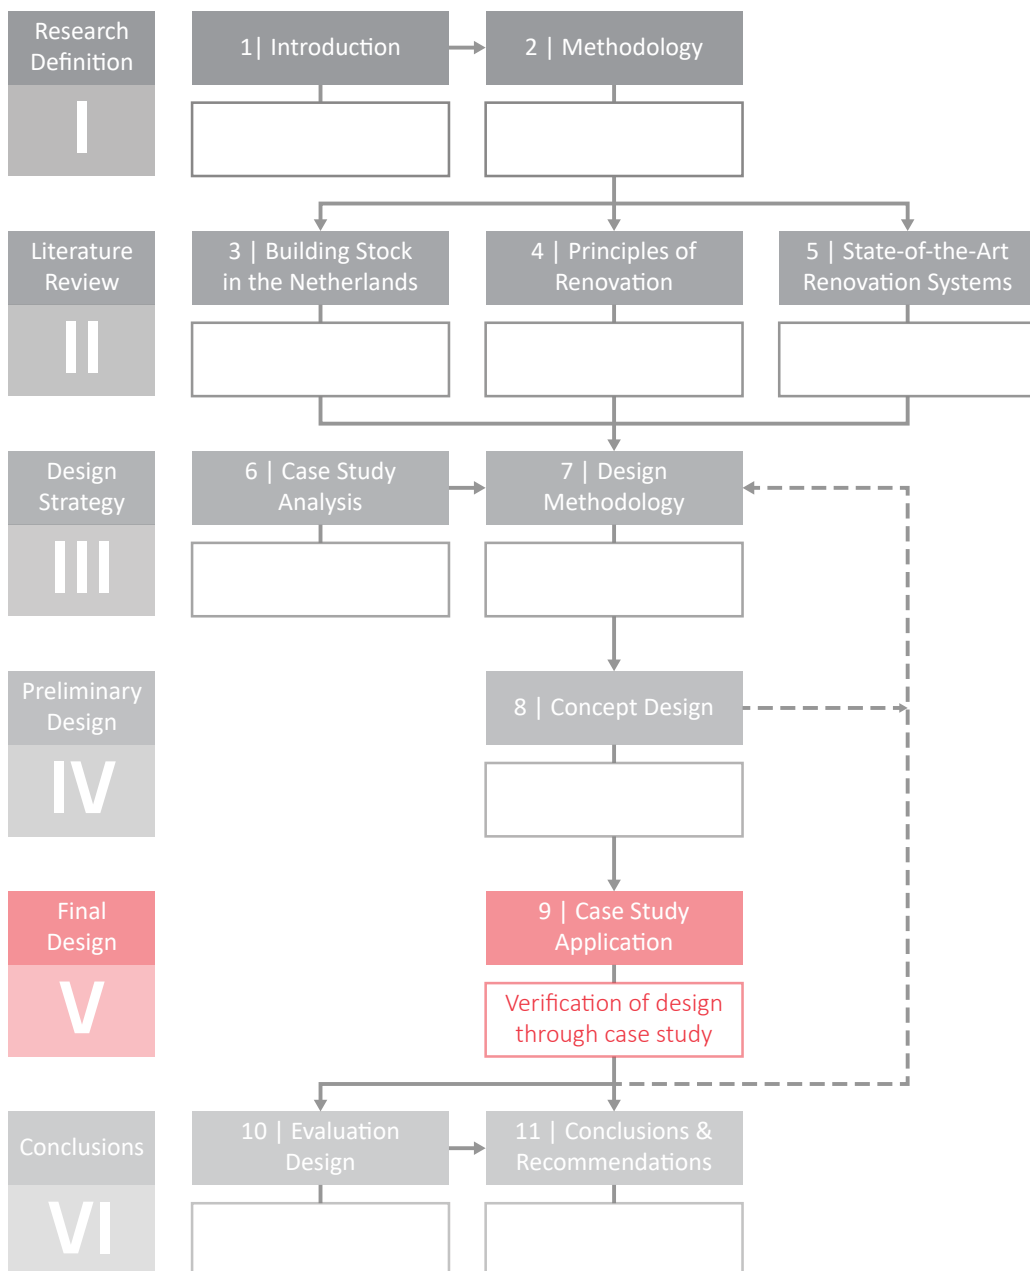 Research
Definition
I
1| Introduction
2 | Methodology
Literature
Review
II
3 | Building Stock
in the Netherlands
4 | Principles of
Renovation
5 | State-of-the-Art
Renovation Systems
Design
Strategy
III
6 | Case Study
Analysis
7 | Design
Methodology
Preliminary
Design
IV
8 | Concept Design
Final
Design
V
9 | Case Study
Application
Verification of design
through case study
Conclusions
VI
10 | Evaluation
Design
11 | Conclusions &
Recommendations